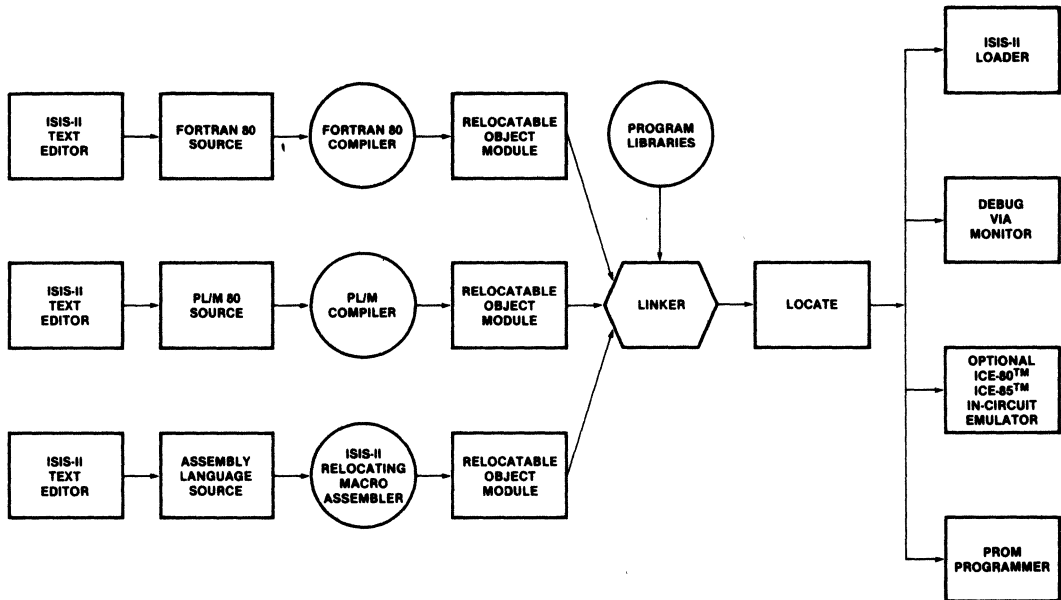 ISIS-II
TEXT
EDITOR
FORTRAN 80
SOURCE
FORTRAN 80
COMPILER
RELOCATABLE
OBJECT
MODULE
PROGRAM
LIBRARIES
ISIS-II
TEXT
EDITOR
PL/M 80
SOURCE
PL/M
COMPILER
RELOCATABLE
OBJECT
MODULE
LINKER
LOCATE
ISIS-II
TEXT
EDITOR
ASSEMBLY
LANGUAGE
SOURCE
ISIS-II
RELOCATING
MACRO
ASSEMBLER
RELOCATABLE
OBJECT
MODULE
ISIS-II
LOADER
DEBUG
VIA
MONITOR
OPTIONAL
ICE-80™
ICE-85™
IN-CIRCUIT
EMULATOR
PROM
PROGRAMMER